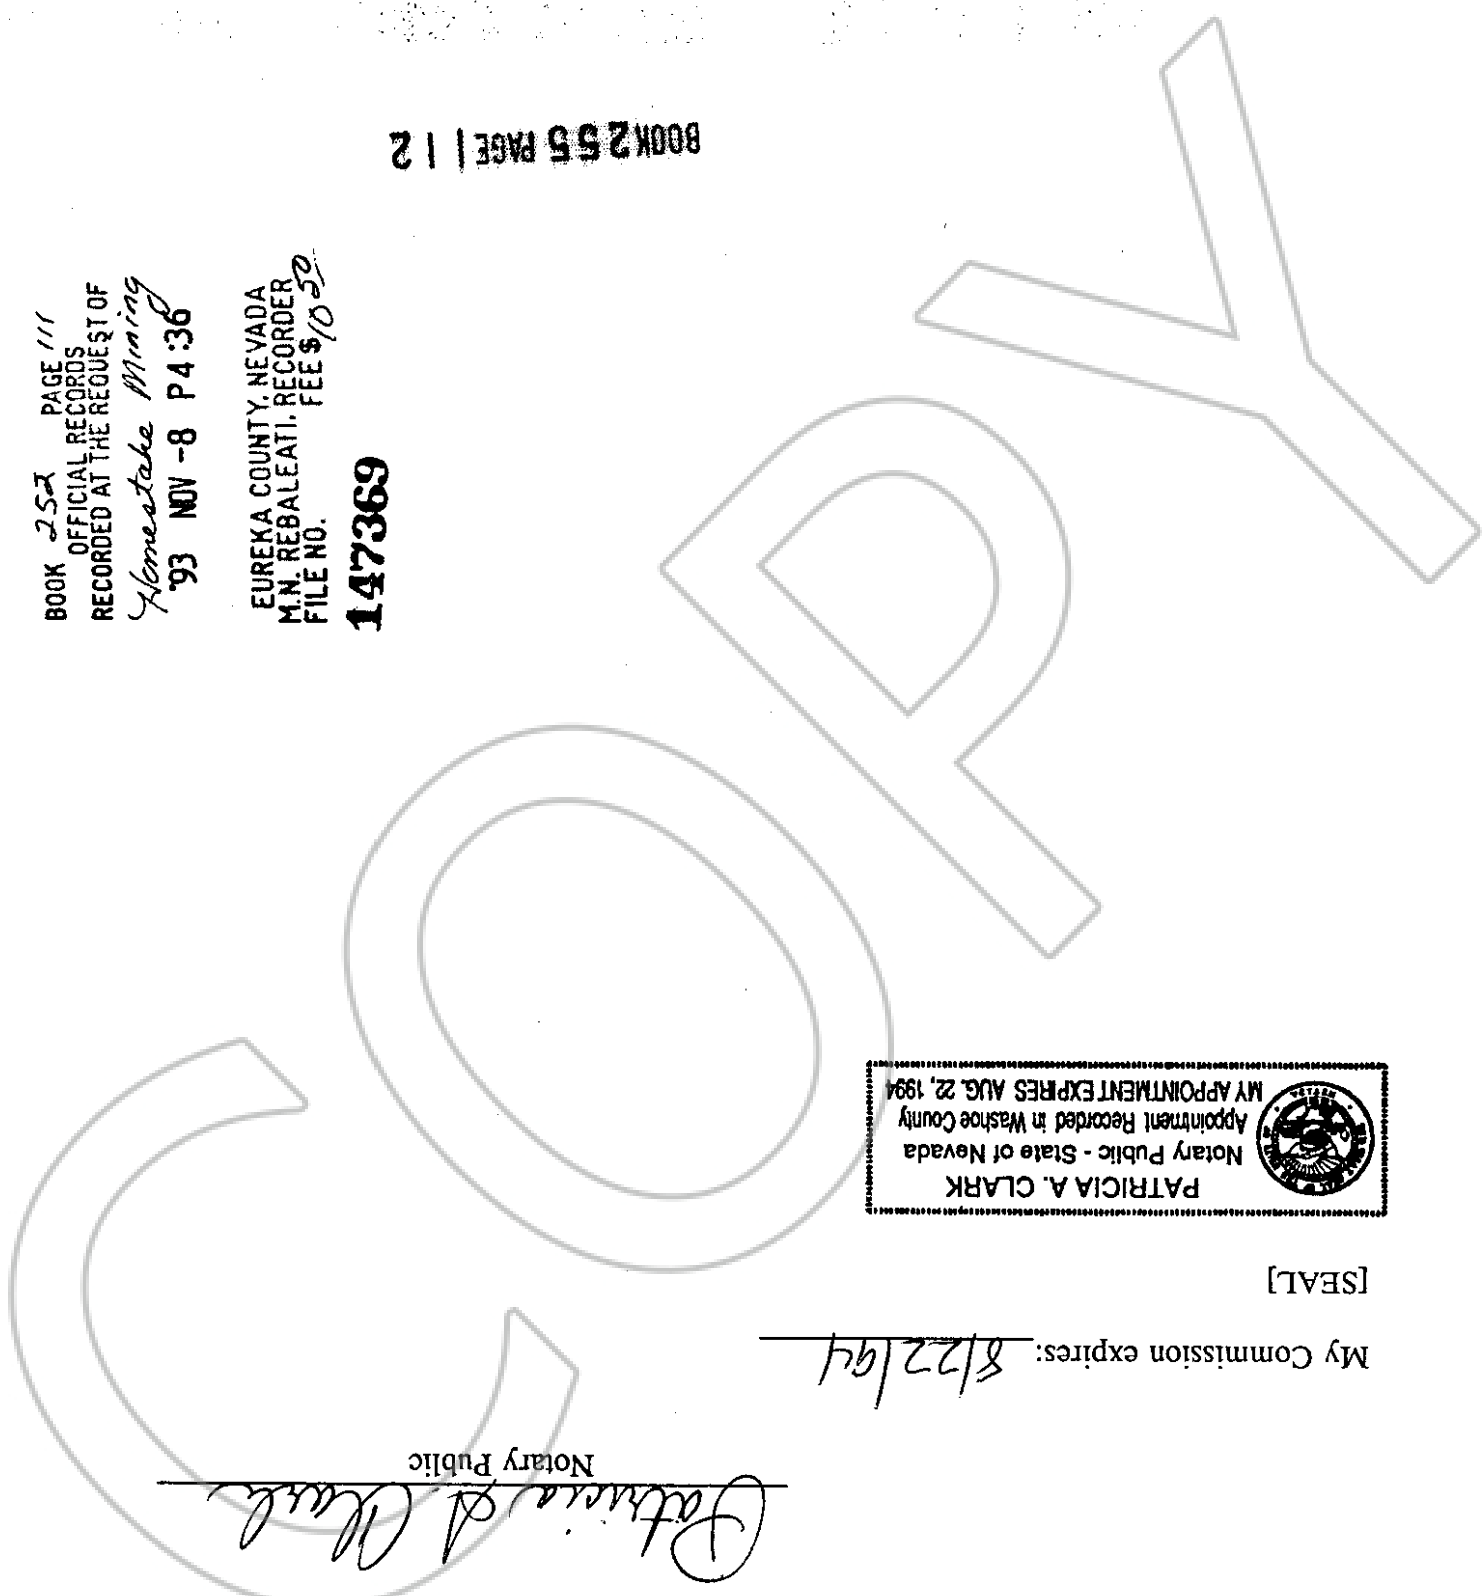 Patricia A Clark
Notary Public
My Commission expires: 8/22/94
[SEAL]
PATRICIA A. CLARK
Notary Public - State of Nevada
Appointment Recorded in Washoe County
MY APPOINTMENT EXPIRES AUG. 22, 1994
BOOK 252 PAGE 111
OFFICIAL RECORDS
RECORDED AT THE REQUEST OF
Homestake Mining
'93 NOV -8 P4:36
EUREKA COUNTY, NEVADA
M.N. REBALEATI, RECORDER
FILE NO. FEE $10 50
147369
BOOK 255 PAGE 112
COPY